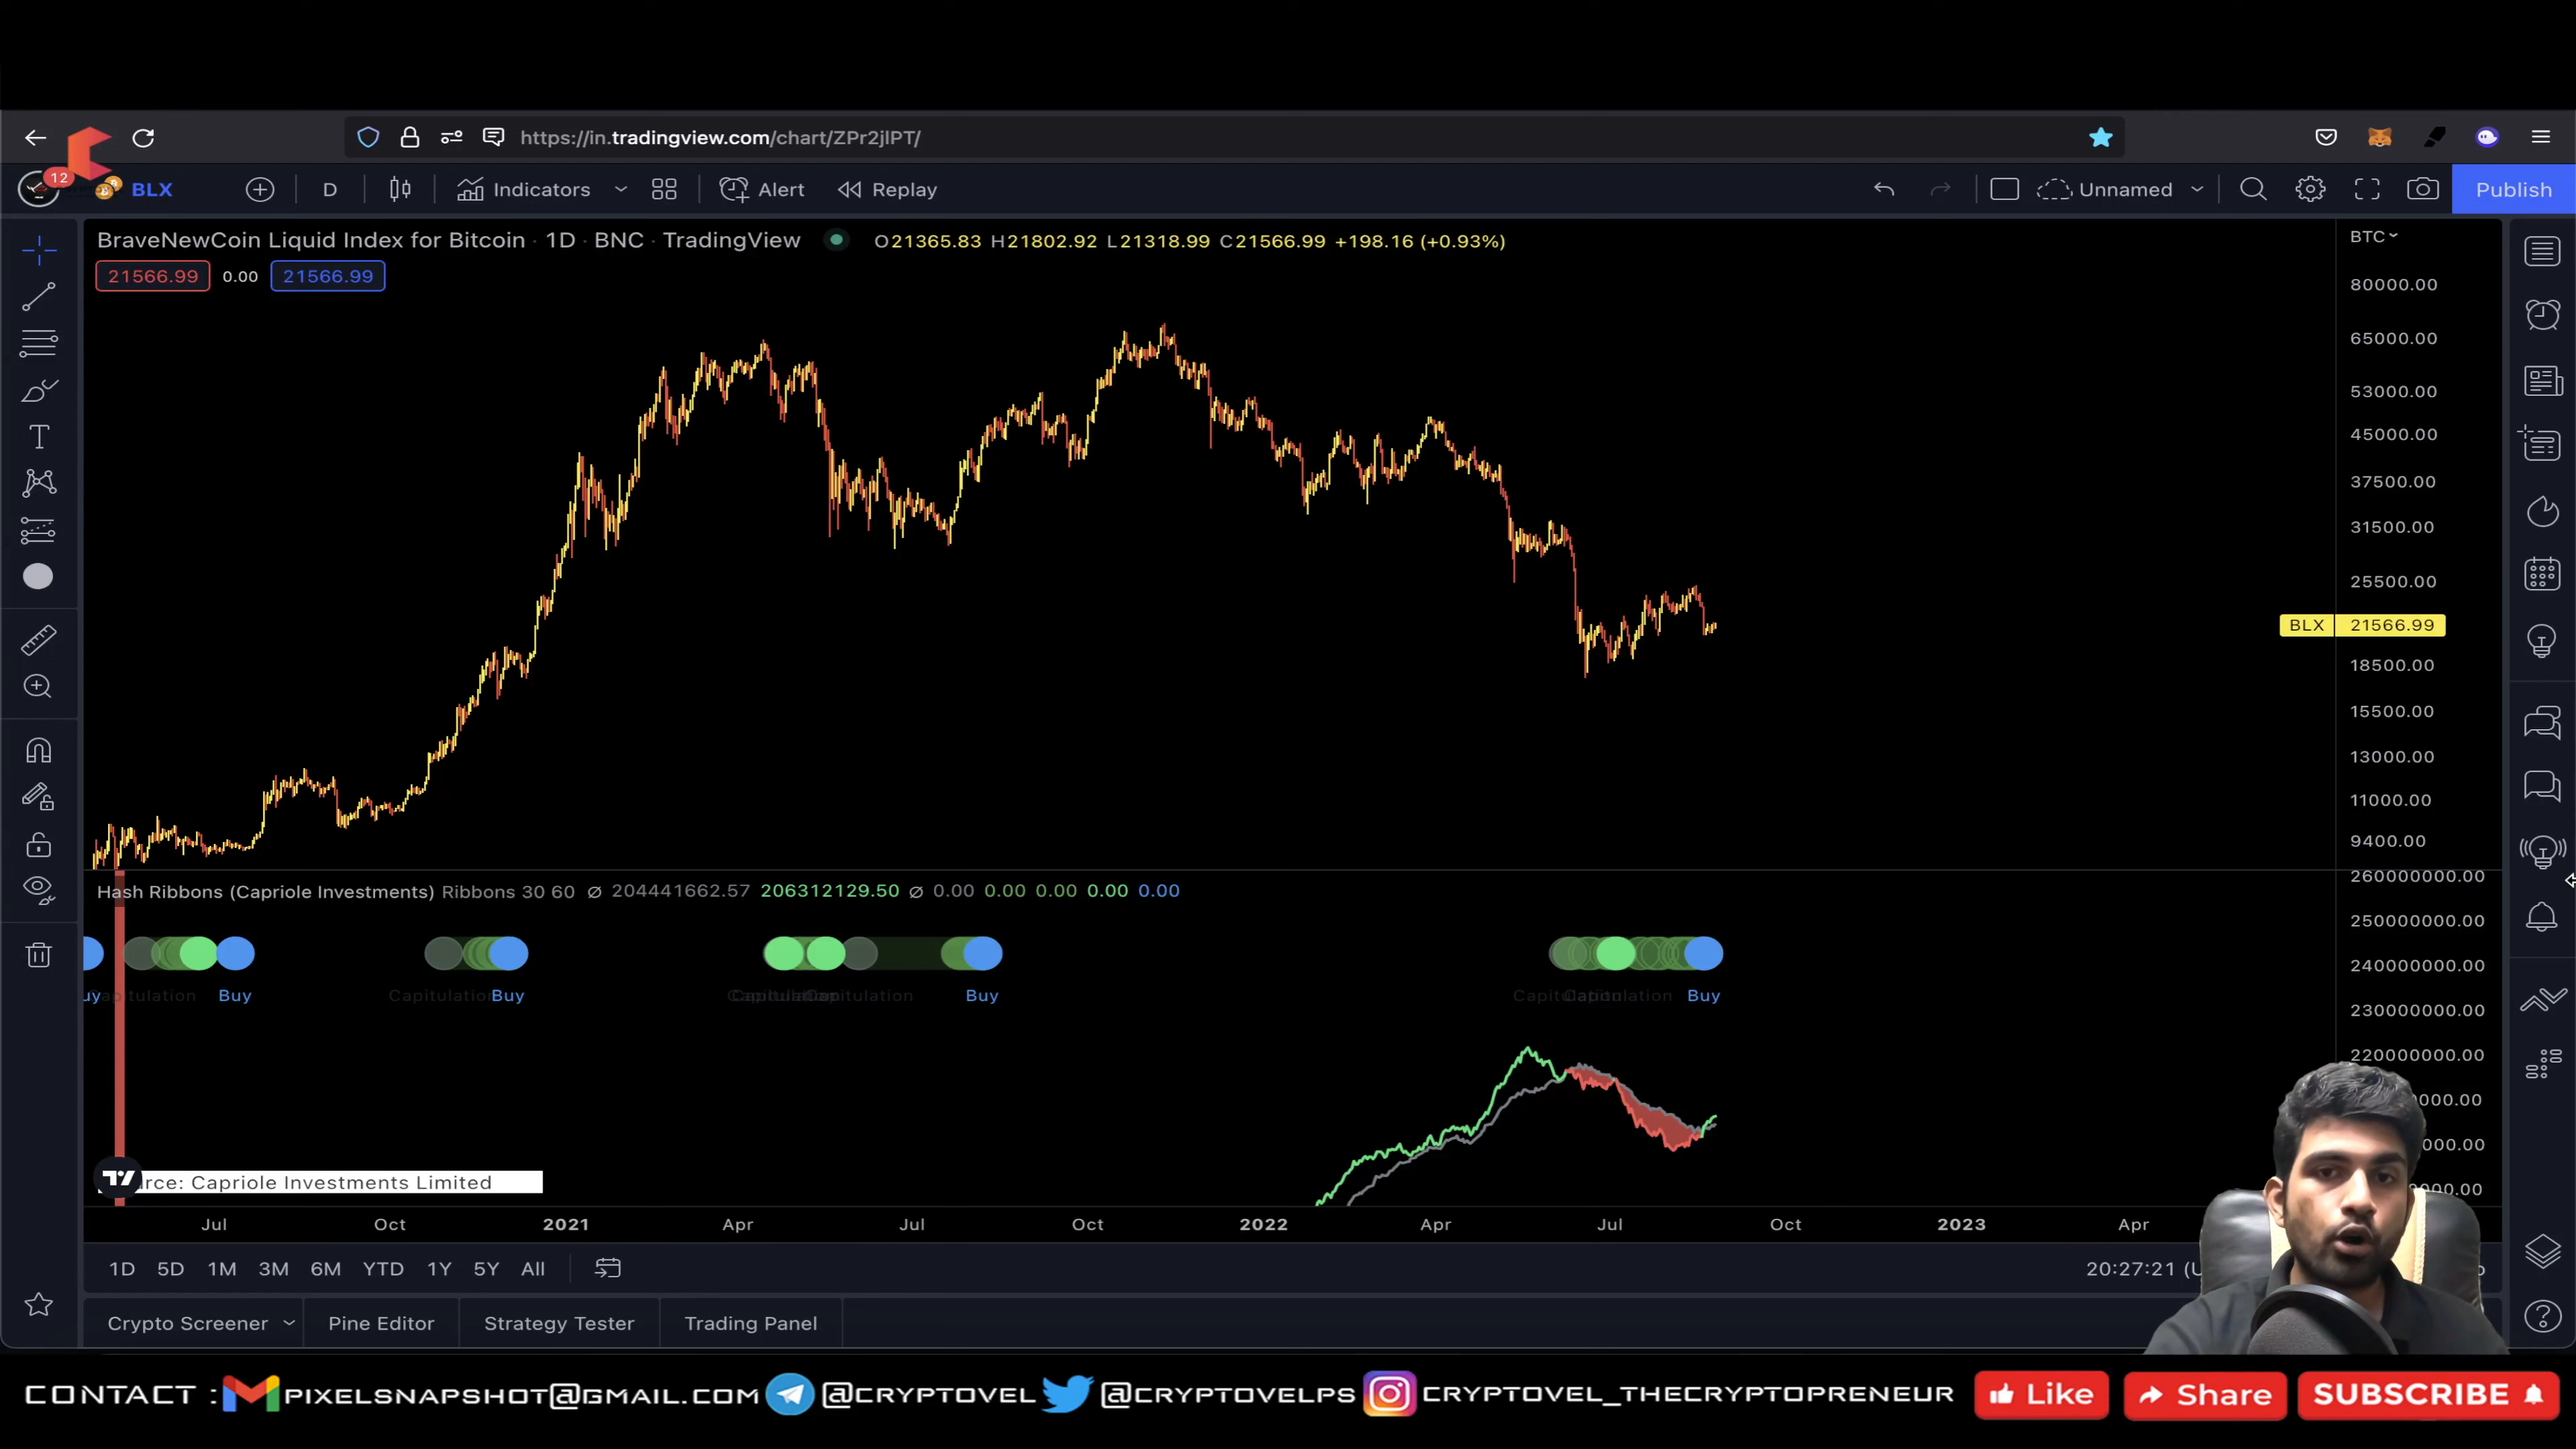 https://in.tradingview.com/chart/ZPr2jlPT/
12
BLX
D
Indicators
Alert
Replay
Unnamed
Publish
BraveNewCoin Liquid Index for Bitcoin · 1D · BNC · TradingView
O21365.83 H21802.92 L21318.99 C21566.99 +198.16 (+0.93%)
BTC
21566.99 0.00 21566.99
80000.00
65000.00
53000.00
45000.00
37500.00
31500.00
25500.00
BLX 21566.99
18500.00
15500.00
13000.00
11000.00
9400.00
Hash Ribbons (Capriole Investments) Ribbons 30 60 ∅ 204441662.57 206312129.50 ∅ 0.00 0.00 0.00 0.00 0.00
260000000.00
250000000.00
240000000.00
230000000.00
220000000.00
Buy
Capitulation Buy
Buy
Buy
rce: Capriole Investments Limited
Jul Oct 2021 Apr Jul Oct 2022 Apr Jul Oct 2023 Apr
1D 5D 1M 3M 6M YTD 1Y 5Y All
20:27:21 (U
Crypto Screener
Pine Editor
Strategy Tester
Trading Panel
CONTACT : PIXELSNAPSHOT@GMAIL.COM @CRYPTOVEL @CRYPTOVELPS CRYPTOVEL_THECRYPTOPRENEUR
Like
Share
SUBSCRIBE